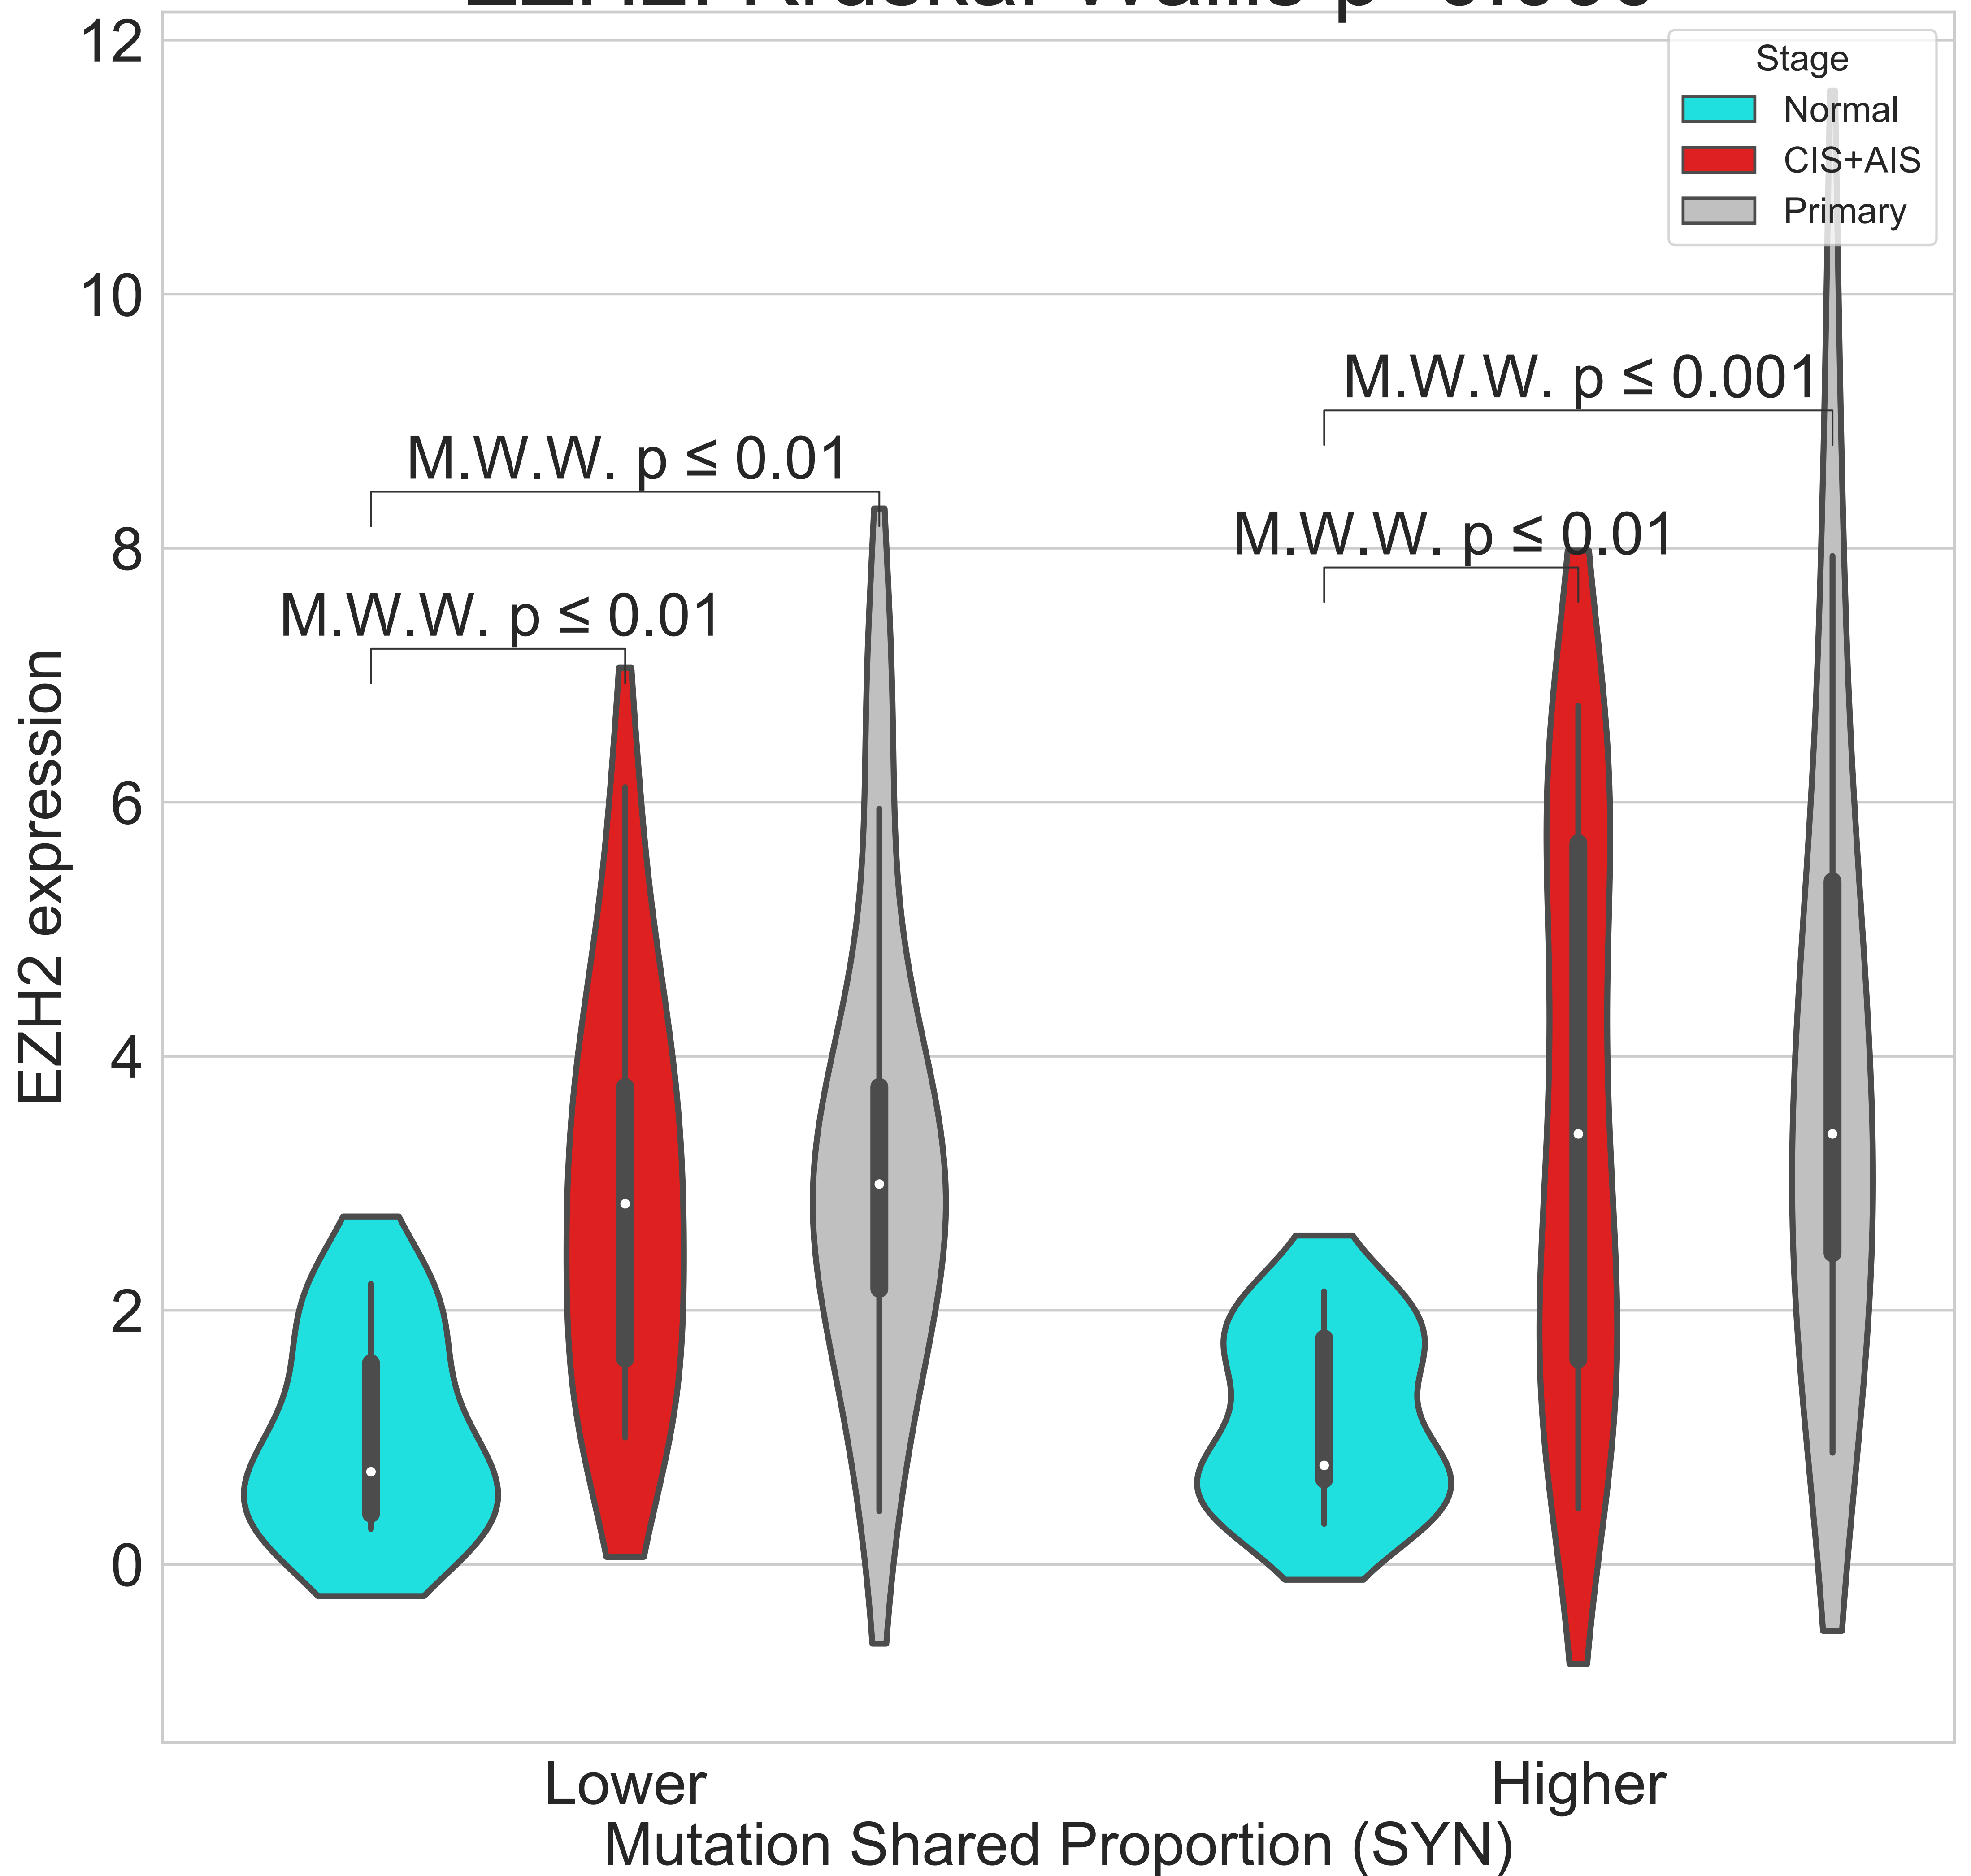 12
10
8
6
4
2
0
EZH2 expression
Stage
Normal
CIS+AIS
Primary
M.W.W. p ≤ 0.001
M.W.W. p ≤ 0.01
M.W.W. p ≤ 0.01
M.W.W. p ≤ 0.01
Lower
Higher
Mutation Shared Proportion (SYN)